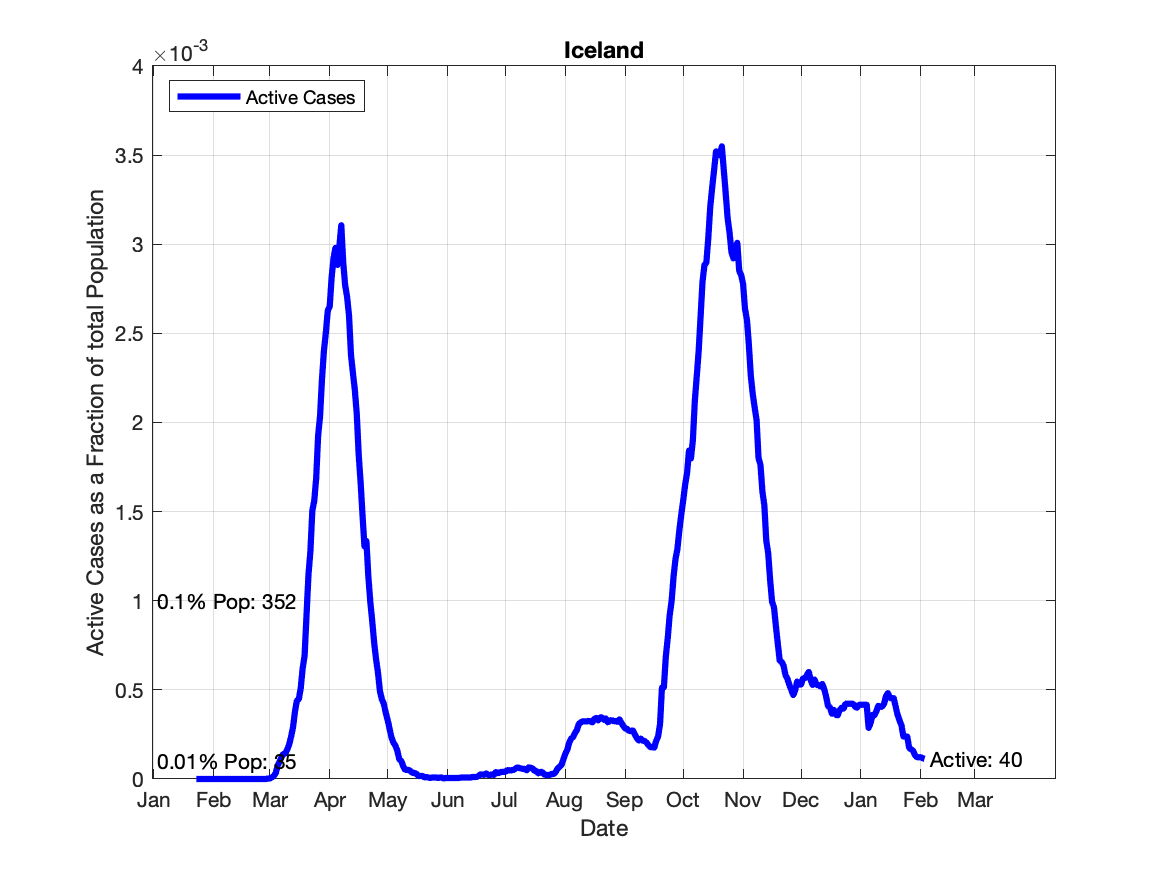 Iceland
×10-3
Active Cases
4
3.5
3
2.5
2
1.5
1
0.5
0
Active Cases as a Fraction of total Population
0.1% Pop: 352
0.01% Pop: 35
Active: 40
Jan Feb Mar Apr May Jun Jul Aug Sep Oct Nov Dec Jan Feb Mar
Date